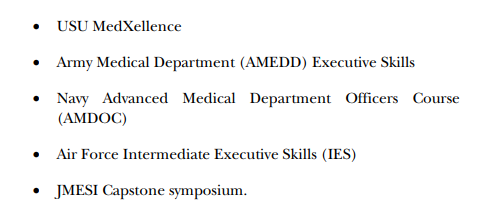 • USU MedXellence
• Army Medical Department (AMEDD) Executive Skills
• Navy Advanced Medical Department Officers Course
(AMDOC)
• Air Force Intermediate Executive Skills (IES)
• JMESI Capstone symposium.